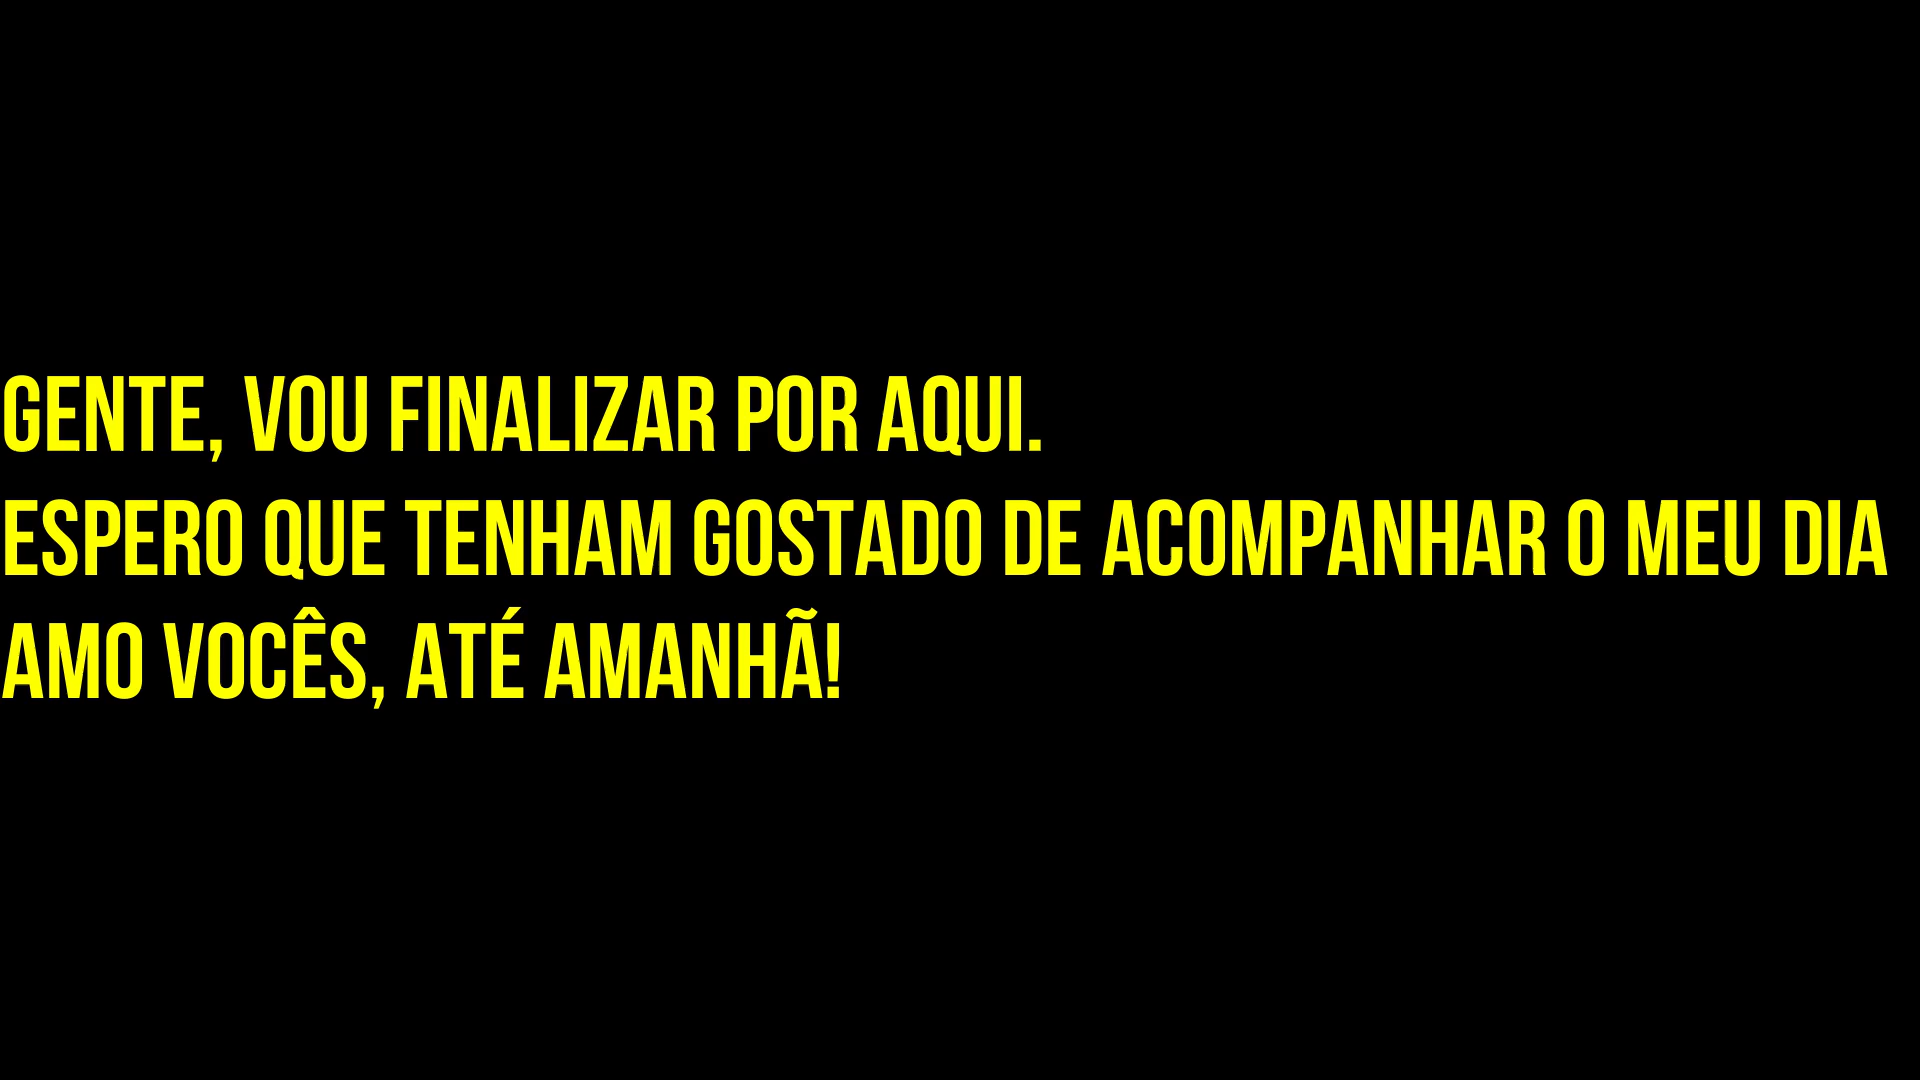 GENTE, VOU FINALIZAR POR AQUI.
ESPERO QUE TENHAM GOSTADO DE ACOMPANHAR O MEU DIA
AMO VOCÊS, ATÉ AMANHÃ!